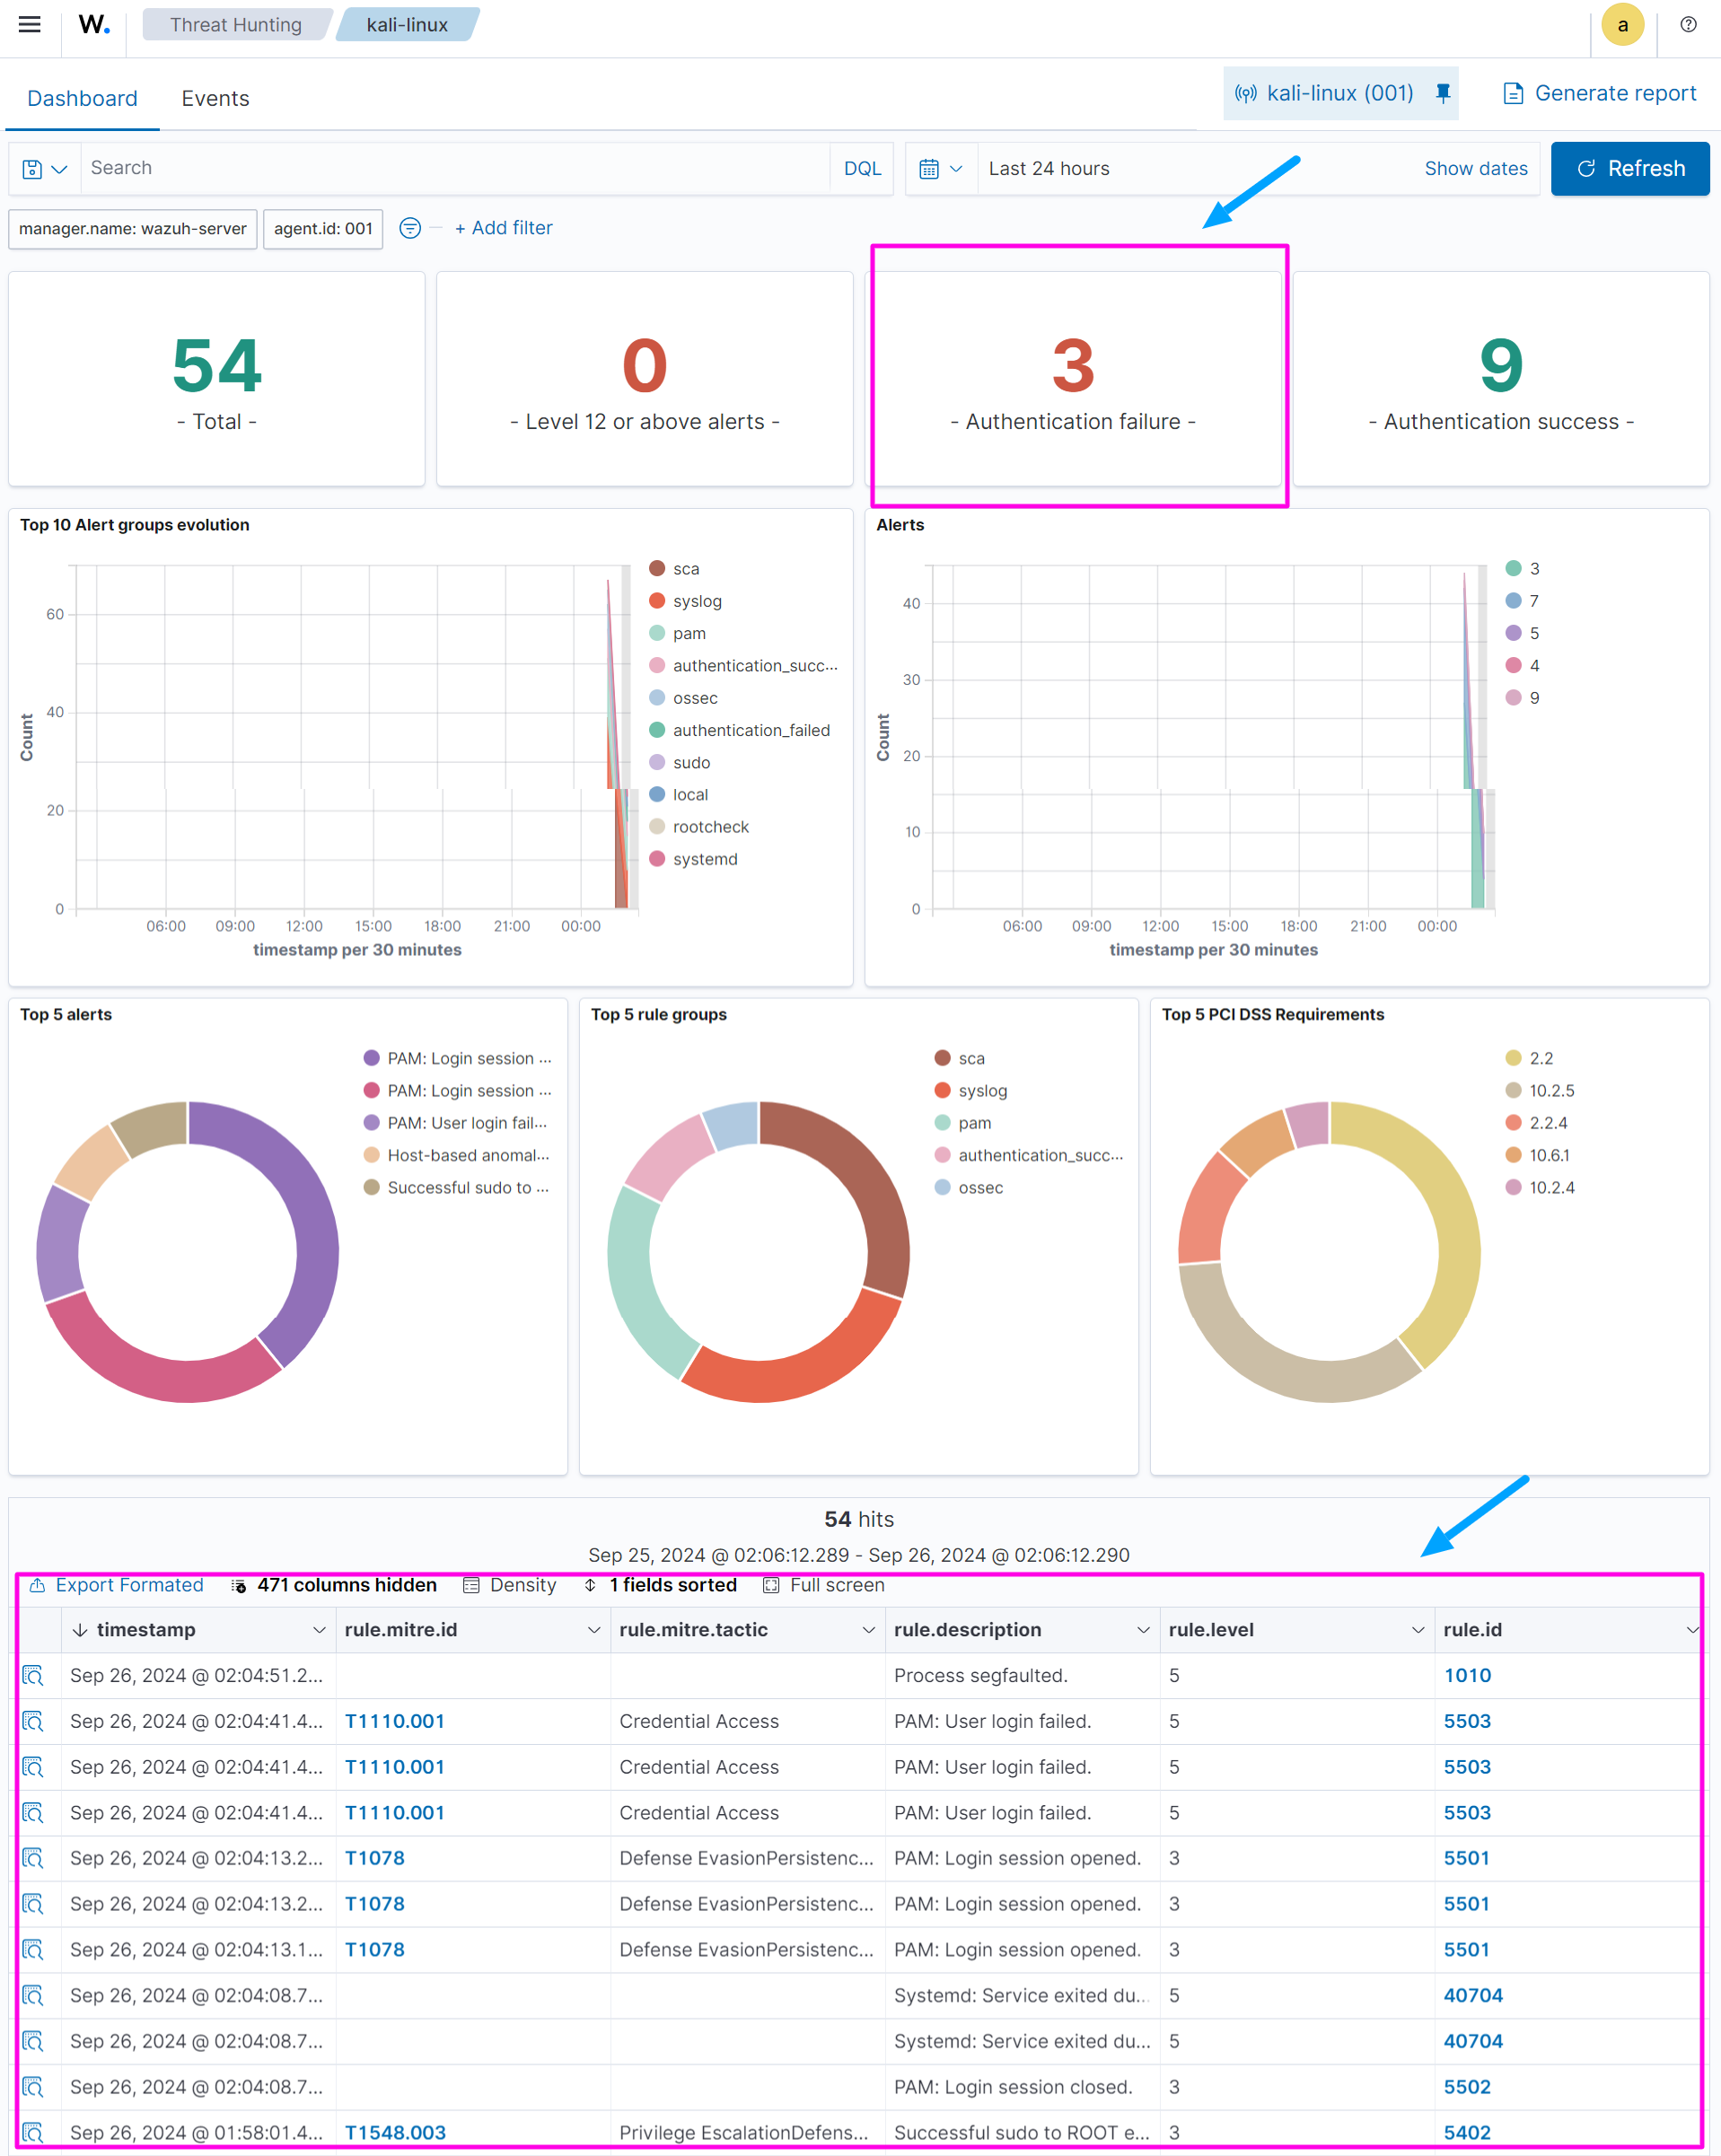 W. Threat Hunting kali-linux a
Dashboard Events kali-linux (001) Generate report
Search DQL Last 24 hours Show dates Refresh
manager.name: wazuh-server agent.id: 001 + Add filter
54 0 3 9
- Total - - Level 12 or above alerts - - Authentication failure - - Authentication success -
Top 10 Alert groups evolution
Count
60
40
20
0
06:00 09:00 12:00 15:00 18:00 21:00 00:00
timestamp per 30 minutes
sca
syslog
pam
authentication_succ...
ossec
authentication_failed
sudo
local
rootcheck
systemd
Alerts
Count
40
30
20
10
0
06:00 09:00 12:00 15:00 18:00 21:00 00:00
timestamp per 30 minutes
3
7
5
4
9
Top 5 alerts
PAM: Login session ...
PAM: Login session ...
PAM: User login fail...
Host-based anomal...
Successful sudo to ...
Top 5 rule groups
sca
syslog
pam
authentication_succ...
ossec
Top 5 PCI DSS Requirements
2.2
10.2.5
2.2.4
10.6.1
10.2.4
54 hits
Sep 25, 2024 @ 02:06:12.289 - Sep 26, 2024 @ 02:06:12.290
Export Formated 471 columns hidden Density 1 fields sorted Full screen
timestamp rule.mitre.id rule.mitre.tactic rule.description rule.level rule.id
Sep 26, 2024 @ 02:04:51.2... Process segfaulted. 5 1010
Sep 26, 2024 @ 02:04:41.4... T1110.001 Credential Access PAM: User login failed. 5 5503
Sep 26, 2024 @ 02:04:41.4... T1110.001 Credential Access PAM: User login failed. 5 5503
Sep 26, 2024 @ 02:04:41.4... T1110.001 Credential Access PAM: User login failed. 5 5503
Sep 26, 2024 @ 02:04:13.2... T1078 Defense EvasionPersistenc... PAM: Login session opened. 3 5501
Sep 26, 2024 @ 02:04:13.2... T1078 Defense EvasionPersistenc... PAM: Login session opened. 3 5501
Sep 26, 2024 @ 02:04:13.1... T1078 Defense EvasionPersistenc... PAM: Login session opened. 3 5501
Sep 26, 2024 @ 02:04:08.7... Systemd: Service exited du... 5 40704
Sep 26, 2024 @ 02:04:08.7... Systemd: Service exited du... 5 40704
Sep 26, 2024 @ 02:04:08.7... PAM: Login session closed. 3 5502
Sep 26, 2024 @ 01:58:01.4... T1548.003 Privilege EscalationDefens... Successful sudo to ROOT e... 3 5402